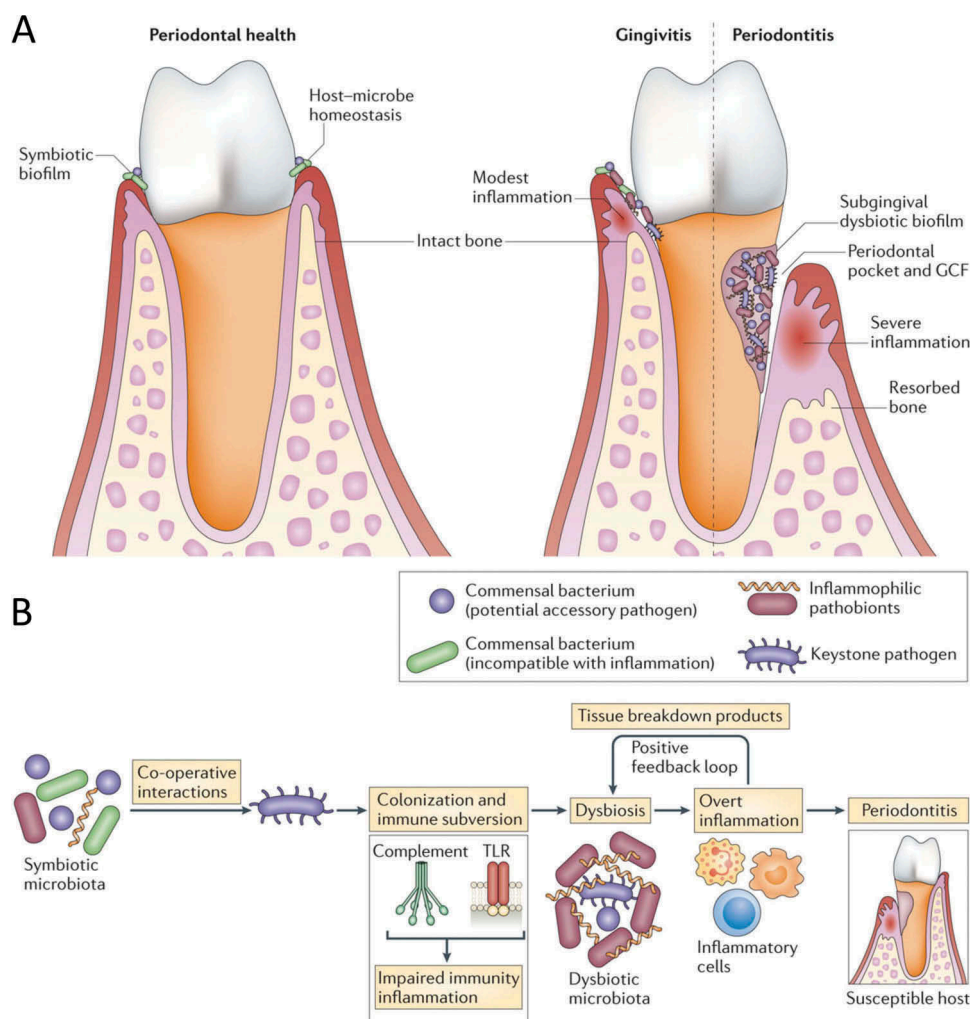 A
Periodontal health
Gingivitis
Periodontitis
Host–microbe
homeostasis
Symbiotic
biofilm
Modest
inflammation
Intact bone
Subgingival
dysbiotic biofilm
Periodontal
pocket and GCF
Severe
inflammation
Resorbed
bone
B
Commensal bacterium
(potential accessory pathogen)
Inflammophilic
pathobionts
Commensal bacterium
(incompatible with inflammation)
Keystone pathogen
Tissue breakdown products
Positive
feedback loop
Co-operative
interactions
Colonization and
immune subversion
Dysbiosis
Overt
inflammation
Periodontitis
Symbiotic
microbiota
Complement
TLR
Impaired immunity
inflammation
Dysbiotic
microbiota
Inflammatory
cells
Susceptible host